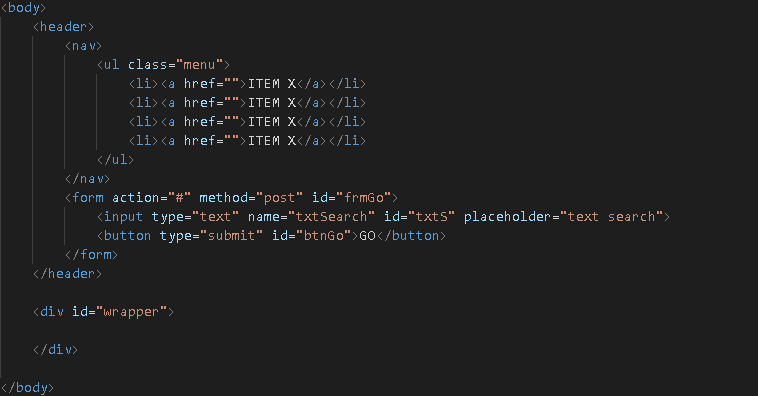 <body>
<header>
<nav>
<ul class="menu">
<li><a href="">ITEM X</a></li>
<li><a href="">ITEM X</a></li>
<li><a href="">ITEM X</a></li>
<li><a href="">ITEM X</a></li>
</ul>
</nav>
<form action="#" method="post" id="frmGo">
<input type="text" name="txtSearch" id="txtS" placeholder="text search">
<button type="submit" id="btnGo">GO</button>
</form>
</header>
<div id="wrapper">
</div>
</body>